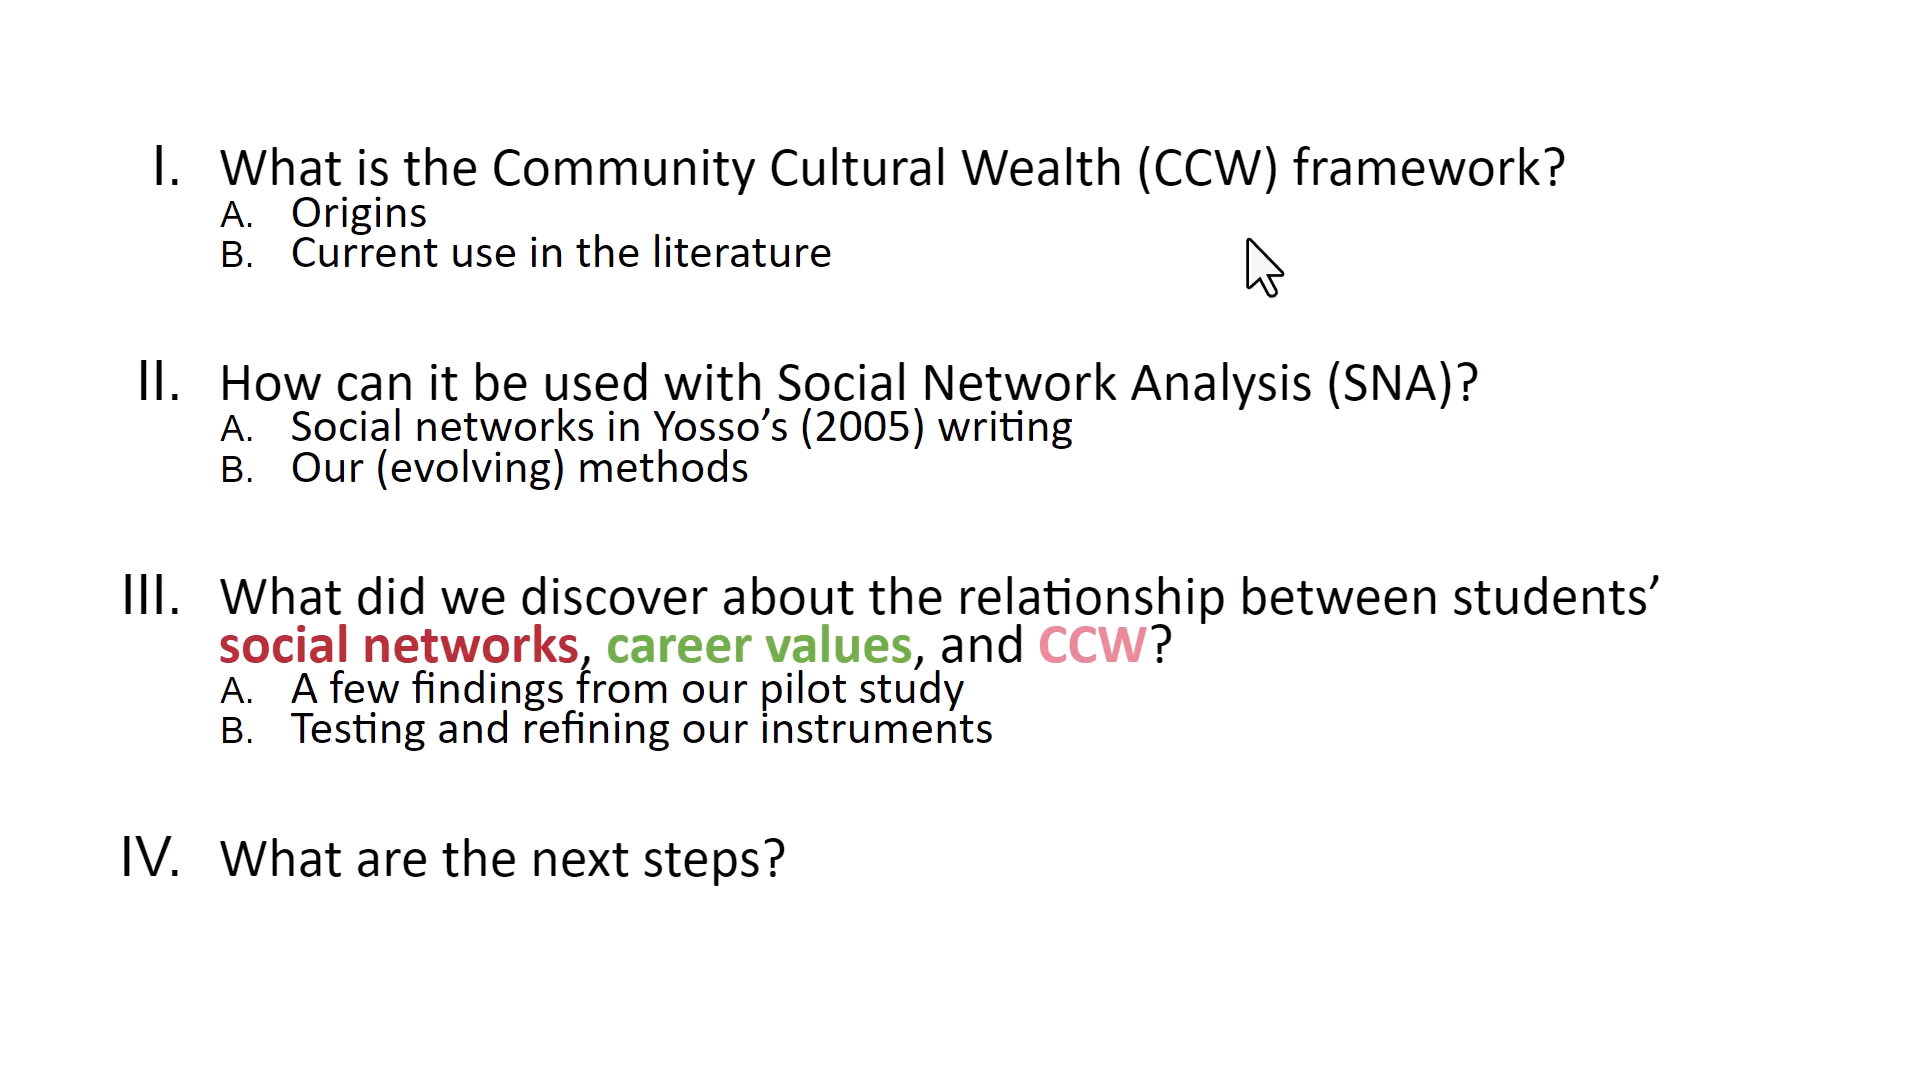 I. What is the Community Cultural Wealth (CCW) framework?
A. Origins
B. Current use in the literature
II. How can it be used with Social Network Analysis (SNA)?
A. Social networks in Yosso’s (2005) writing
B. Our (evolving) methods
III. What did we discover about the relationship between students’
social networks, career values, and CCW?
A. A few findings from our pilot study
B. Testing and refining our instruments
IV. What are the next steps?